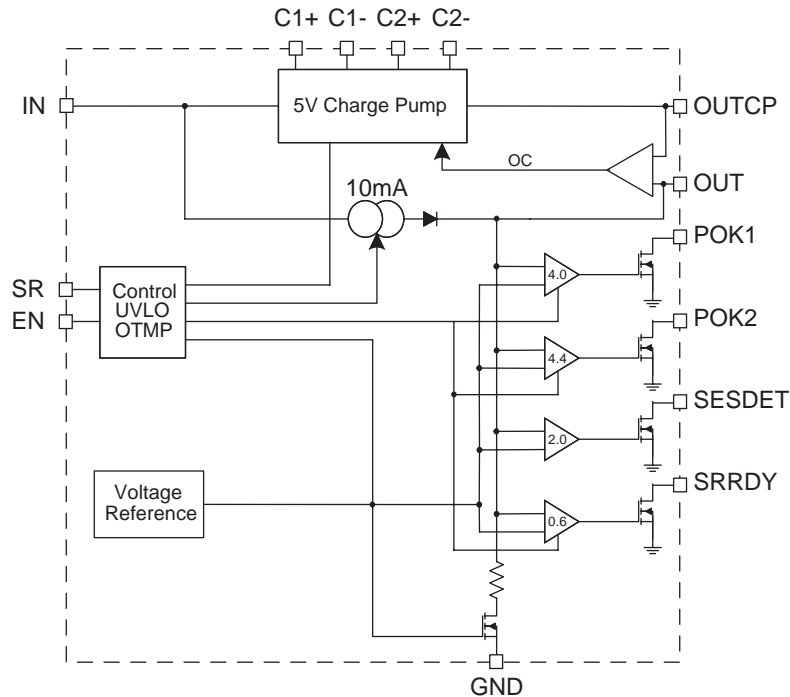 C1+ C1- C2+ C2-
IN
5V Charge Pump
OUTCP
OC
OUT
10mA
POK1
4.0
SR
EN
Control
UVLO
OTMP
POK2
4.4
SESDET
2.0
Voltage
Reference
SRRDY
0.6
GND